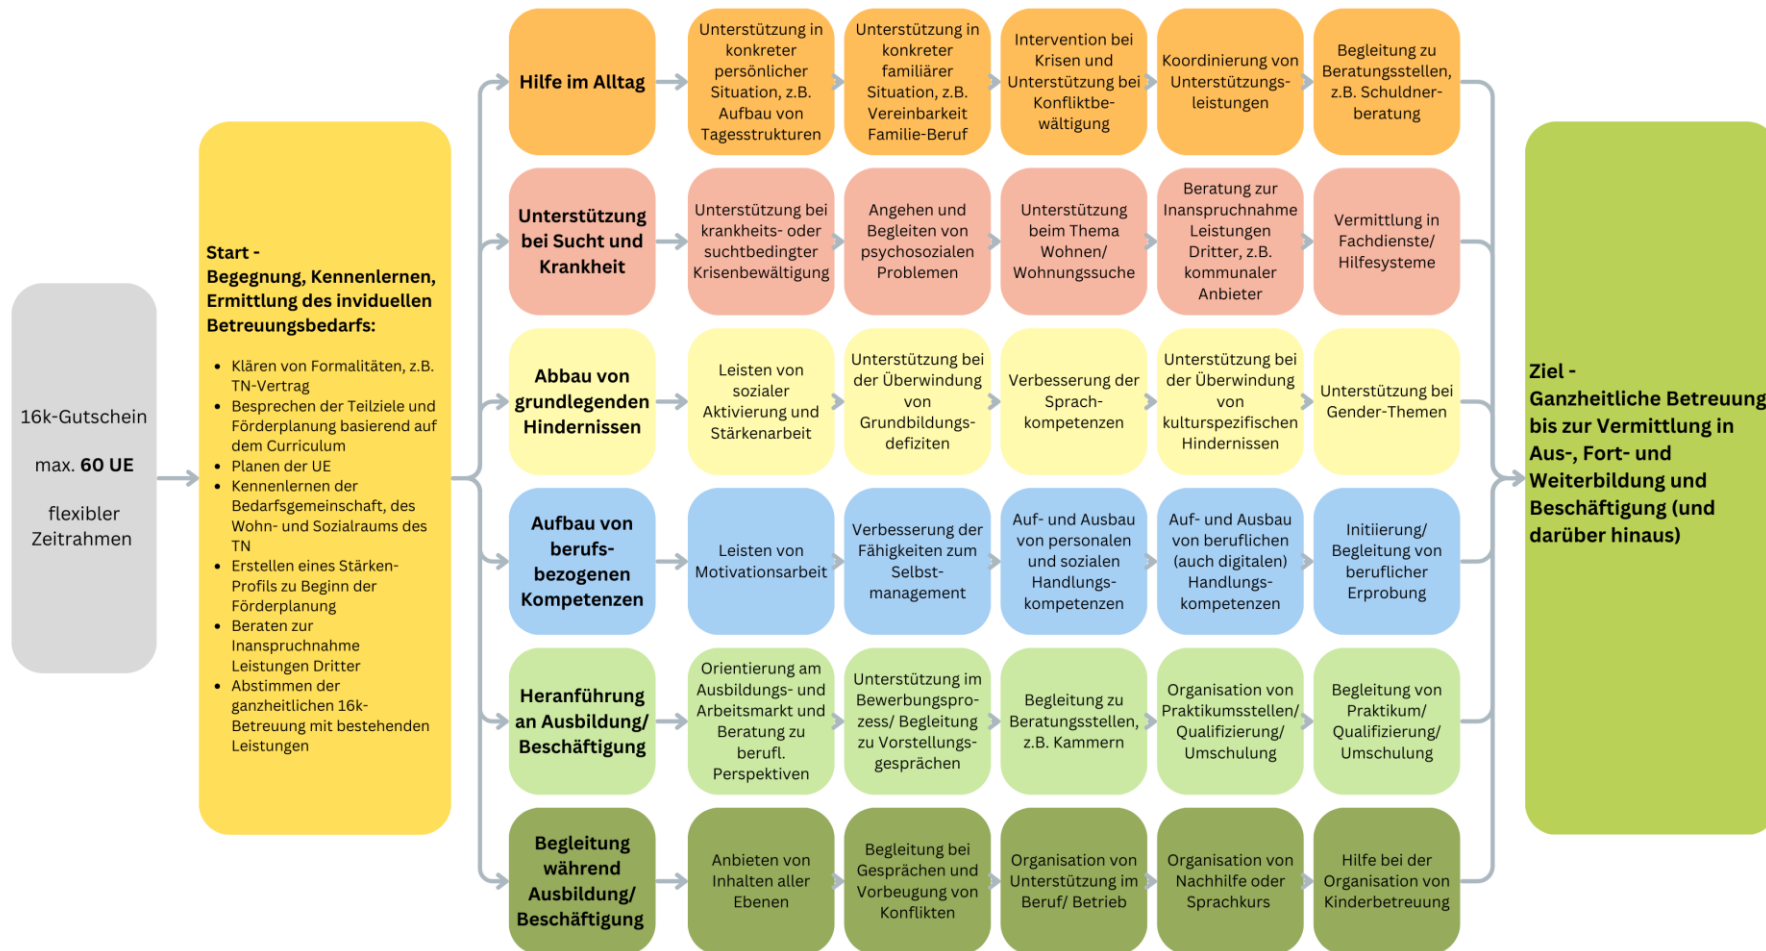 16k-Gutschein
max. 60 UE
flexibler
Zeitrahmen
Start -
Begegnung, Kennenlernen,
Ermittlung des inviduellen
Betreuungsbedarfs:
• Klären von Formalitäten, z.B.
TN-Vertrag
• Besprechen der Teilziele und
Förderplanung basierend auf
dem Curriculum
• Planen der UE
• Kennenlernen der
Bedarfsgemeinschaft, des
Wohn- und Sozialraums des
TN
• Erstellen eines Stärken-
Profils zu Beginn der
Förderplanung
• Beraten zur
Inanspruchnahme
Leistungen Dritter
• Abstimmen der
ganzheitlichen 16k-
Betreuung mit bestehenden
Leistungen
Hilfe im Alltag
Unterstützung in
konkreter
persönlicher
Situation, z.B.
Aufbau von
Tagesstrukturen
Unterstützung in
konkreter
familiärer
Situation, z.B.
Vereinbarkeit
Familie-Beruf
Intervention bei
Krisen und
Unterstützung bei
Konfliktbe-
wältigung
Koordinierung von
Unterstützungs-
leistungen
Begleitung zu
Beratungsstellen,
z.B. Schuldner-
beratung
Unterstützung
bei Sucht und
Krankheit
Unterstützung bei
krankheits- oder
suchtbedingter
Krisenbewältigung
Angehen und
Begleiten von
psychosozialen
Problemen
Unterstützung
beim Thema
Wohnen/
Wohnungssuche
Beratung zur
Inanspruchnahme
Leistungen
Dritter, z.B.
kommunaler
Anbieter
Vermittlung in
Fachdienste/
Hilfesysteme
Abbau von
grundlegenden
Hindernissen
Leisten von
sozialer
Aktivierung und
Stärkenarbeit
Unterstützung bei
der Überwindung
von
Grundbildungs-
defiziten
Verbesserung der
Sprach-
kompetenzen
Unterstützung bei
der Überwindung
von
kulturspezifischen
Hindernissen
Unterstützung bei
Gender-Themen
Aufbau von
berufs-
bezogenen
Kompetenzen
Leisten von
Motivationsarbeit
Verbesserung der
Fähigkeiten zum
Selbst-
management
Auf- und Ausbau
von personalen
und sozialen
Handlungs-
kompetenzen
Auf- und Ausbau
von beruflichen
(auch digitalen)
Handlungs-
kompetenzen
Initiierung/
Begleitung von
beruflicher
Erprobung
Heranführung
an Ausbildung/
Beschäftigung
Orientierung am
Ausbildungs- und
Arbeitsmarkt und
Beratung zu
berufl.
Perspektiven
Unterstützung im
Bewerbungspro-
zess/ Begleitung
zu Vorstellungs-
gesprächen
Begleitung zu
Beratungsstellen,
z.B. Kammern
Organisation von
Praktikumsstellen/
Qualifizierung/
Umschulung
Begleitung von
Praktikum/
Qualifizierung/
Umschulung
Begleitung
während
Ausbildung/
Beschäftigung
Anbieten von
Inhalten aller
Ebenen
Begleitung bei
Gesprächen und
Vorbeugung von
Konflikten
Organisation von
Unterstützung im
Beruf/ Betrieb
Organisation von
Nachhilfe oder
Sprachkurs
Hilfe bei der
Organisation von
Kinderbetreuung
Ziel -
Ganzheitliche Betreuung
bis zur Vermittlung in
Aus-, Fort- und
Weiterbildung und
Beschäftigung (und
darüber hinaus)